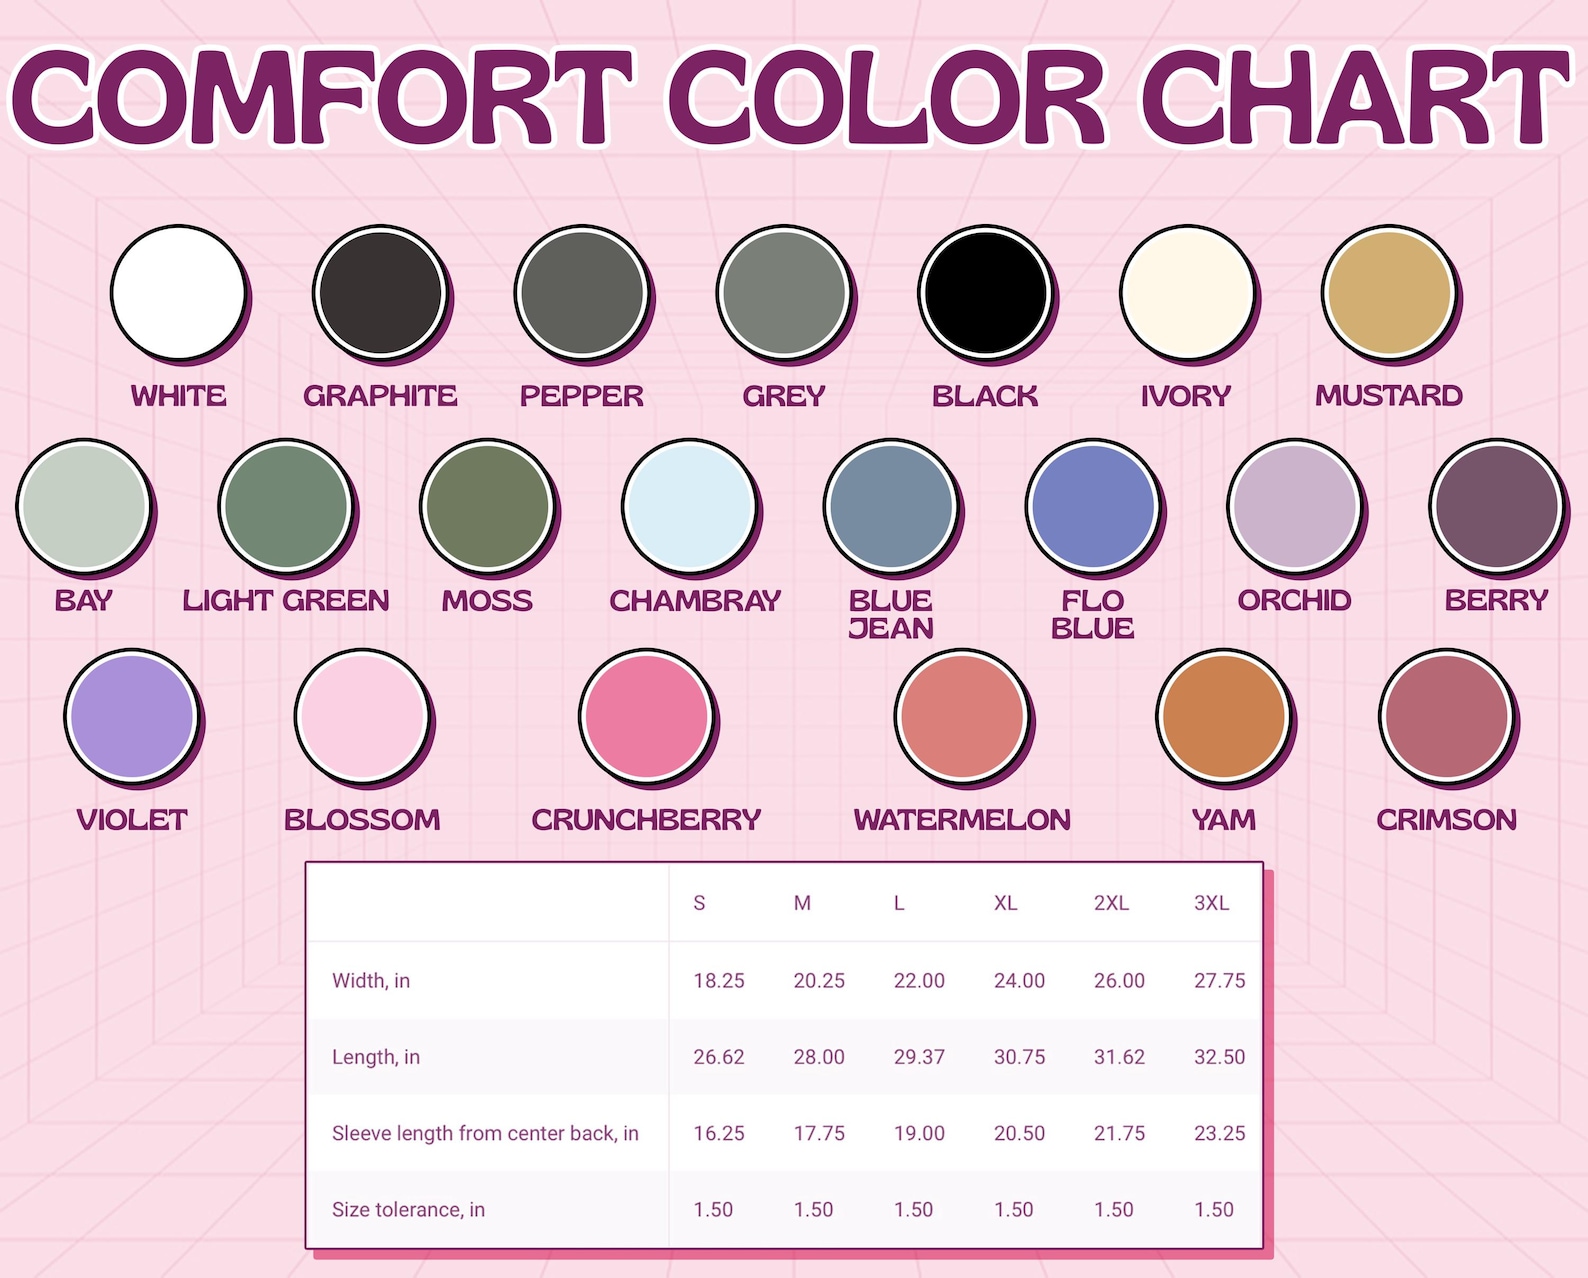 COMFORT COLOR CHART
WHITE GRAPHITE PEPPER GREY BLACK IVORY MUSTARD
BAY LIGHT GREEN MOSS CHAMBRAY BLUE FLO ORCHID BERRY
JEAN BLUE
VIOLET BLOSSOM CRUNCHBERRY WATERMELON YAM CRIMSON
S M L XL 2XL 3XL
Width, in 18.25 20.25 22.00 24.00 26.00 27.75
Length, in 26.62 28.00 29.37 30.75 31.62 32.50
Sleeve length from center back, in 16.25 17.75 19.00 20.50 21.75 23.25
Size tolerance, in 1.50 1.50 1.50 1.50 1.50 1.50